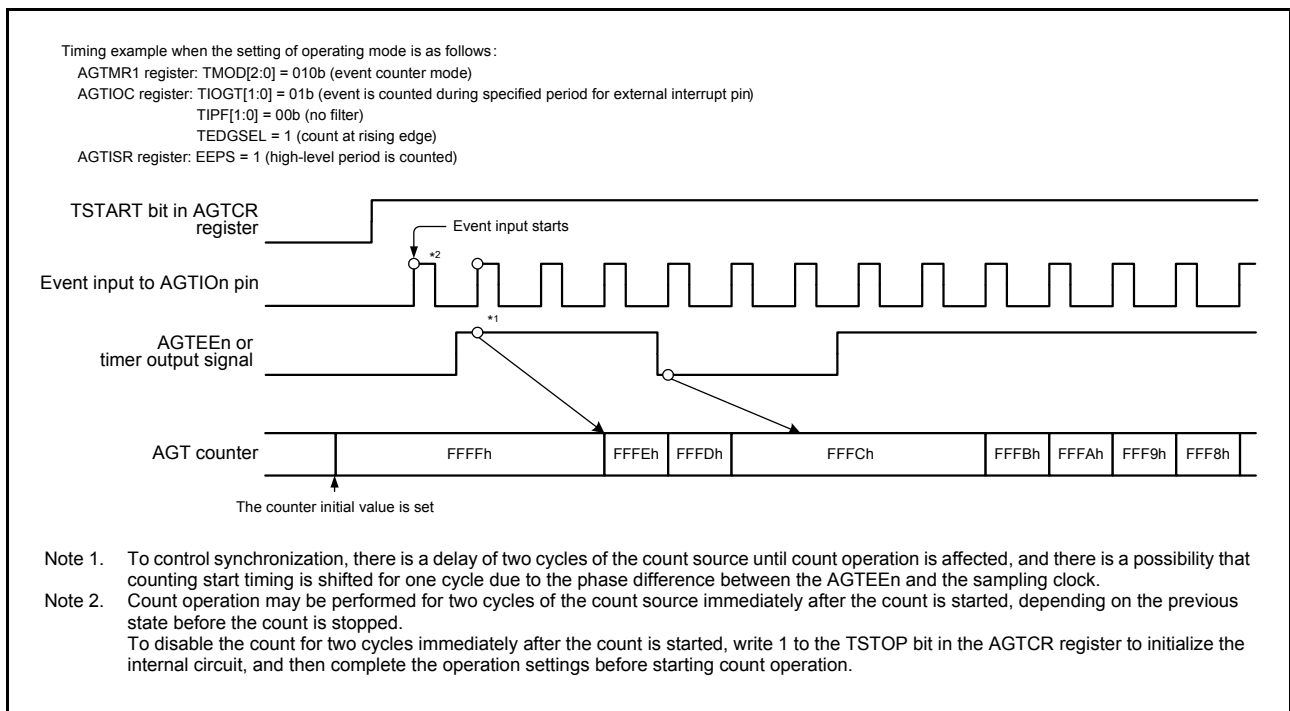 Timing example when the setting of operating mode is as follows:
AGTMR1 register: TMOD[2:0] = 010b (event counter mode)
AGTIOC register: TIOGT[1:0] = 01b (event is counted during specified period for external interrupt pin)
TIPF[1:0] = 00b (no filter)
TEDGSEL = 1 (count at rising edge)
AGTISR register: EEPS = 1 (high-level period is counted)
TSTART bit in AGTCR
register
Event input starts
*2
Event input to AGTIOn pin
*1
AGTEEn or
timer output signal
AGT counter
FFFFh FFFEh FFFDh FFFCh FFFBh FFFAh FFF9h FFF8h
The counter initial value is set
Note 1. To control synchronization, there is a delay of two cycles of the count source until count operation is affected, and there is a possibility that
counting start timing is shifted for one cycle due to the phase difference between the AGTEEn and the sampling clock.
Note 2. Count operation may be performed for two cycles of the count source immediately after the count is started, depending on the previous
state before the count is stopped.
To disable the count for two cycles immediately after the count is started, write 1 to the TSTOP bit in the AGTCR register to initialize the
internal circuit, and then complete the operation settings before starting count operation.